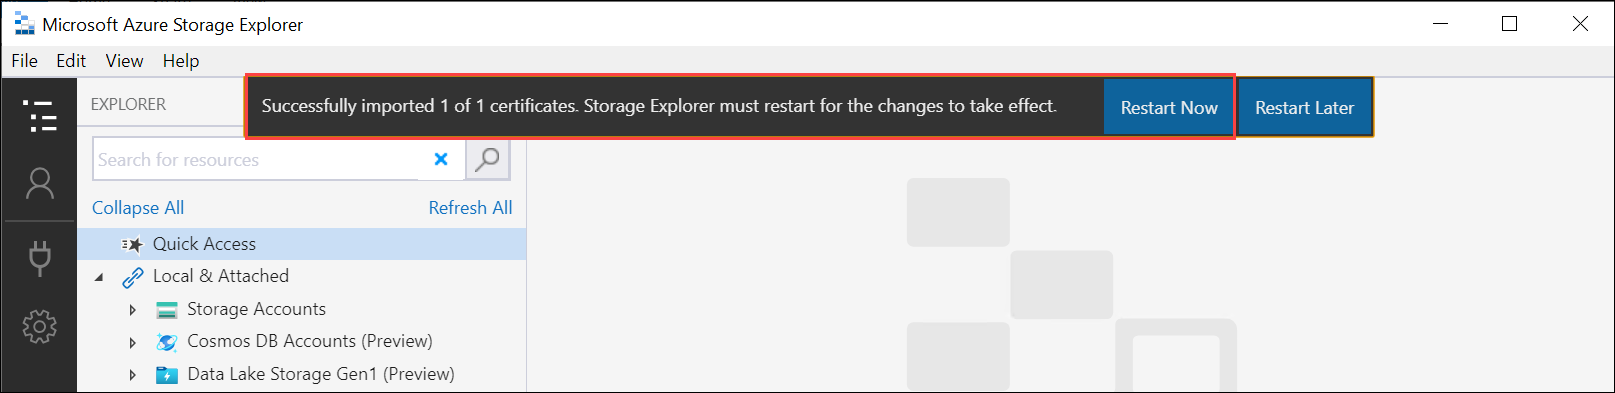 Microsoft Azure Storage Explorer
File Edit View Help
EXPLORER
Successfully imported 1 of 1 certificates. Storage Explorer must restart for the changes to take effect. Restart Now Restart Later
Search for resources
Collapse All Refresh All
Quick Access
Local & Attached
Storage Accounts
Cosmos DB Accounts (Preview)
Data Lake Storage Gen1 (Preview)